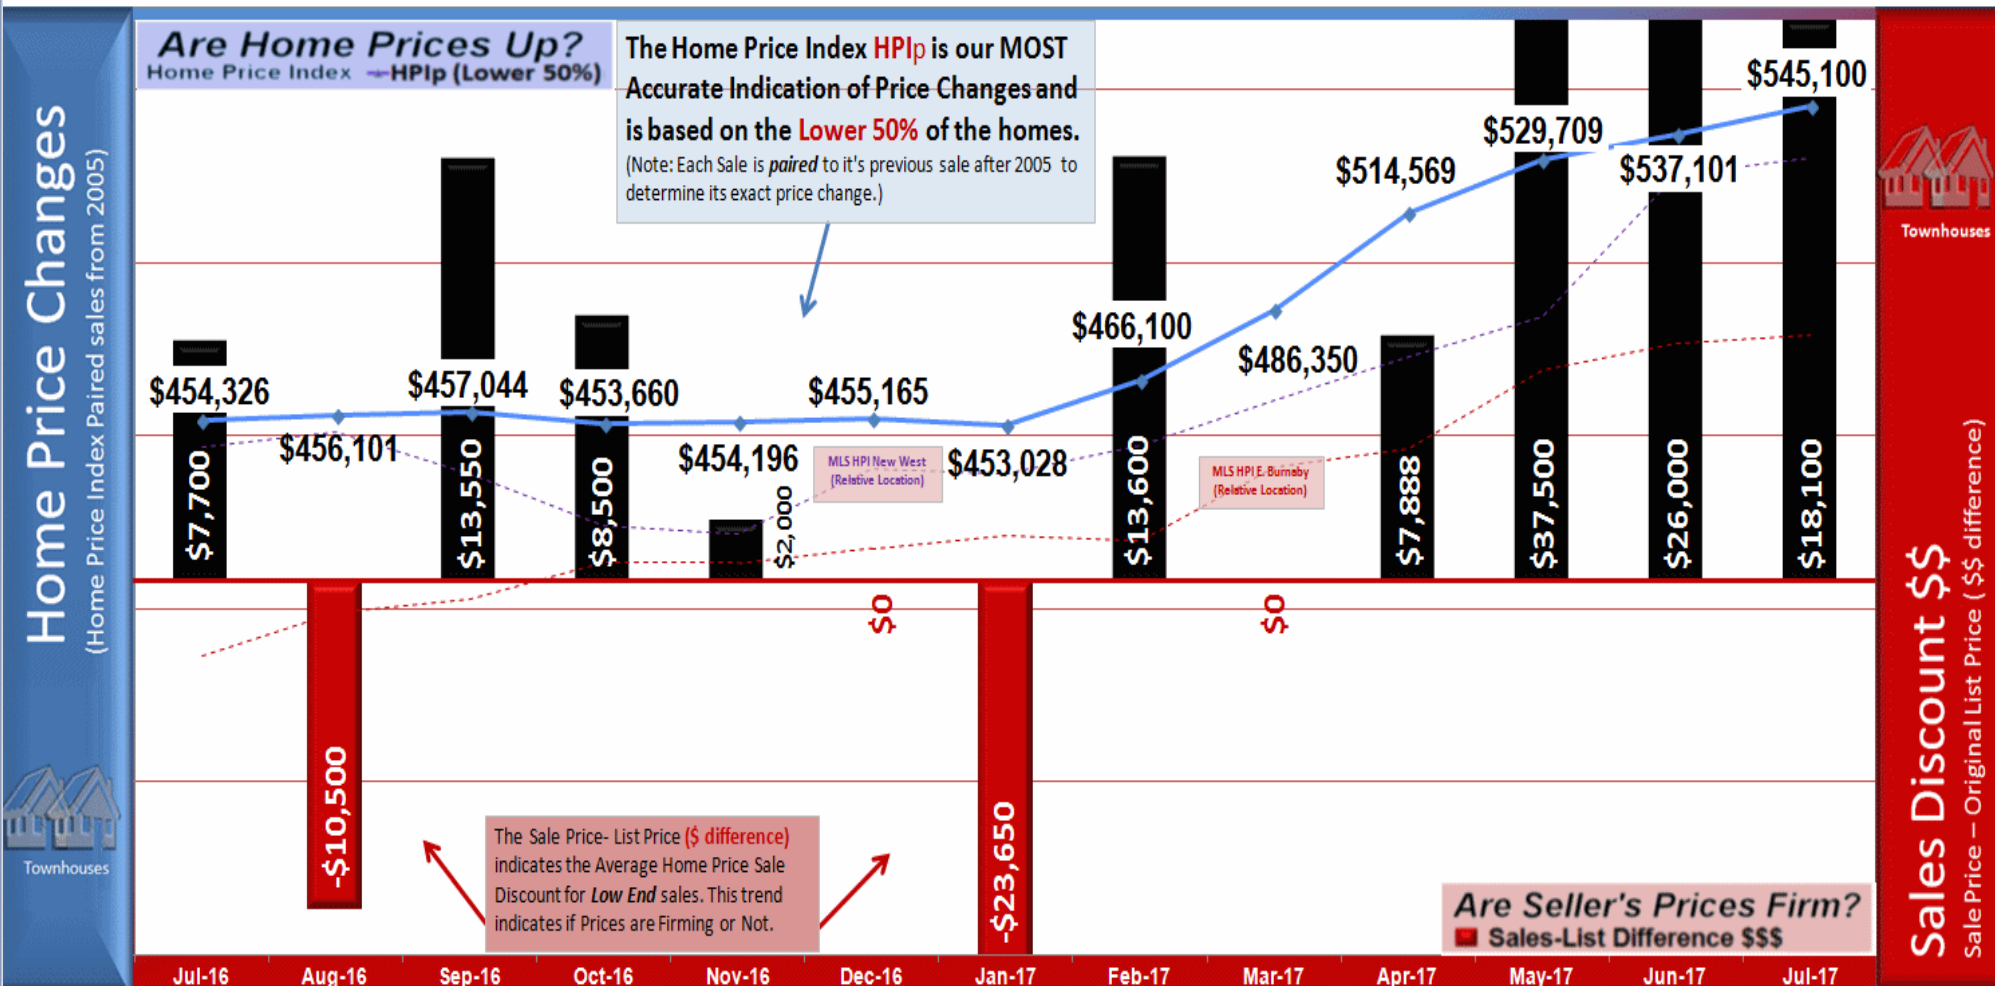 Home Price Changes
(Home Price Index Paired sales from 2005)
Townhouses
Are Home Prices Up?
Home Price Index HPIp (Lower 50%)
The Home Price Index HPIp is our MOST
Accurate Indication of Price Changes and
is based on the Lower 50% of the homes.
(Note: Each Sale is paired to it's previous sale after 2005 to
determine its exact price change.)
$454,326
$456,101
$457,044
$453,660
$454,196
$455,165
$453,028
$466,100
$486,350
$514,569
$529,709
$537,101
$545,100
MLS HPI New West
(Relative Location)
MLS HPI E. Burnaby
(Relative Location)
$7,700
-$10,500
$13,550
$8,500
$2,000
$0
-$23,650
$13,600
$0
$7,888
$37,500
$26,000
$18,100
The Sale Price- List Price ($ difference)
indicates the Average Home Price Sale
Discount for Low End sales. This trend
indicates if Prices are Firming or Not.
Are Seller's Prices Firm?
Sales-List Difference $$$
Jul-16 Aug-16 Sep-16 Oct-16 Nov-16 Dec-16 Jan-17 Feb-17 Mar-17 Apr-17 May-17 Jun-17 Jul-17
Townhouses
Sales Discount $$
Sale Price – Original List Price ( $$ difference)